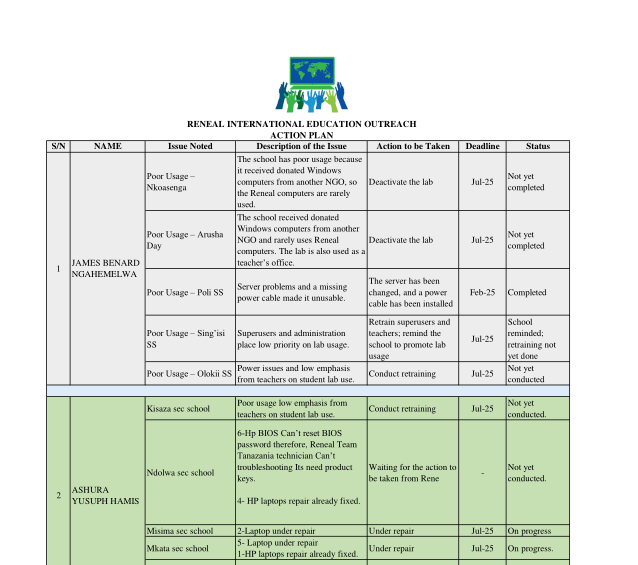 RENEAL INTERNATIONAL EDUCATION OUTREACH
ACTION PLAN
S/N NAME Issue Noted Description of the Issue Action to be Taken Deadline Status
1
JAMES BENARD
NGAHEMELWA
Poor Usage –
Nkoasenga
The school has poor usage because
it received donated Windows
computers from another NGO, so
the Reneal computers are rarely
used.
Deactivate the lab
Jul-25
Not yet
completed
Poor Usage – Arusha
Day
The school received donated
Windows computers from another
NGO and rarely uses Reneal
computers. The lab is also used as a
teacher's office.
Deactivate the lab
Jul-25
Not yet
completed
Poor Usage – Poli SS
Server problems and a missing
power cable made it unusable.
The server has been
changed, and a power
cable has been installed
Feb-25
Completed
Poor Usage – Sing'isi
SS
Superusers and administration
place low priority on lab usage.
Retrain superusers and
teachers; remind the
school to promote lab
usage
Jul-25
School
reminded;
retraining not
yet done
Poor Usage – Olokii SS
Power issues and low emphasis
from teachers on student lab use.
Conduct retraining
Jul-25
Not yet
conducted
2
ASHURA
YUSUPH HAMIS
Kisaza sec school
Poor usage low emphasis from
teachers on student lab use.
Conduct retraining
Jul-25
Not yet
conducted.
Ndolwa sec school
6-Hp BIOS Can't reset BIOS
password therefore, Reneal Team
Tanazania technician Can't
troubleshooting Its need product
keys.
4- HP laptops repair already fixed.
Waiting for the action to
be taken from Rene
-
Not yet
conducted.
Misima sec school
2-Laptop under repair
Under repair
Jul-25
On progress
Mkata sec school
5- Laptop under repair
1-HP laptops repair already fixed.
Under repair
Jul-25
On progress.